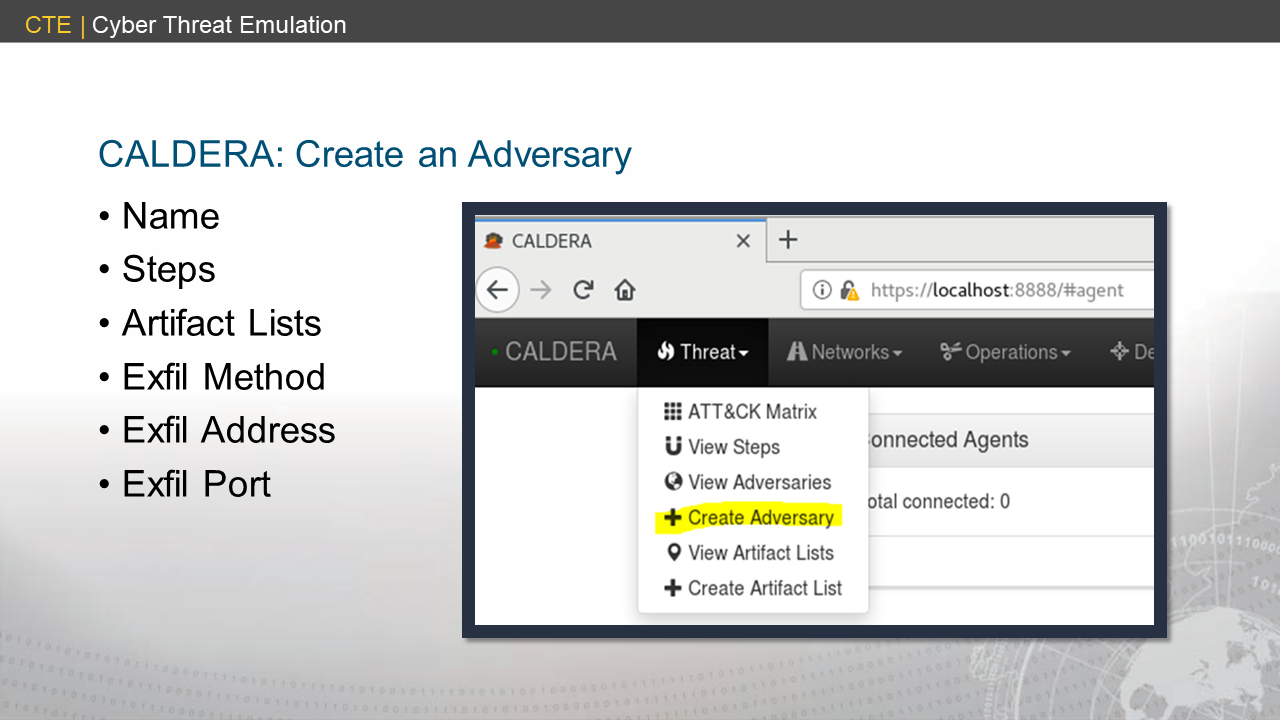 CTE | Cyber Threat Emulation
CALDERA: Create an Adversary
• Name
• Steps
• Artifact Lists
• Exfil Method
• Exfil Address
• Exfil Port
CALDERA
https://localhost:8888/#agent
CALDERA Threat Networks Operations De
ATT&CK Matrix
View Steps
View Adversaries
Create Adversary
View Artifact Lists
Create Artifact List
onnected Agents
otal connected: 0